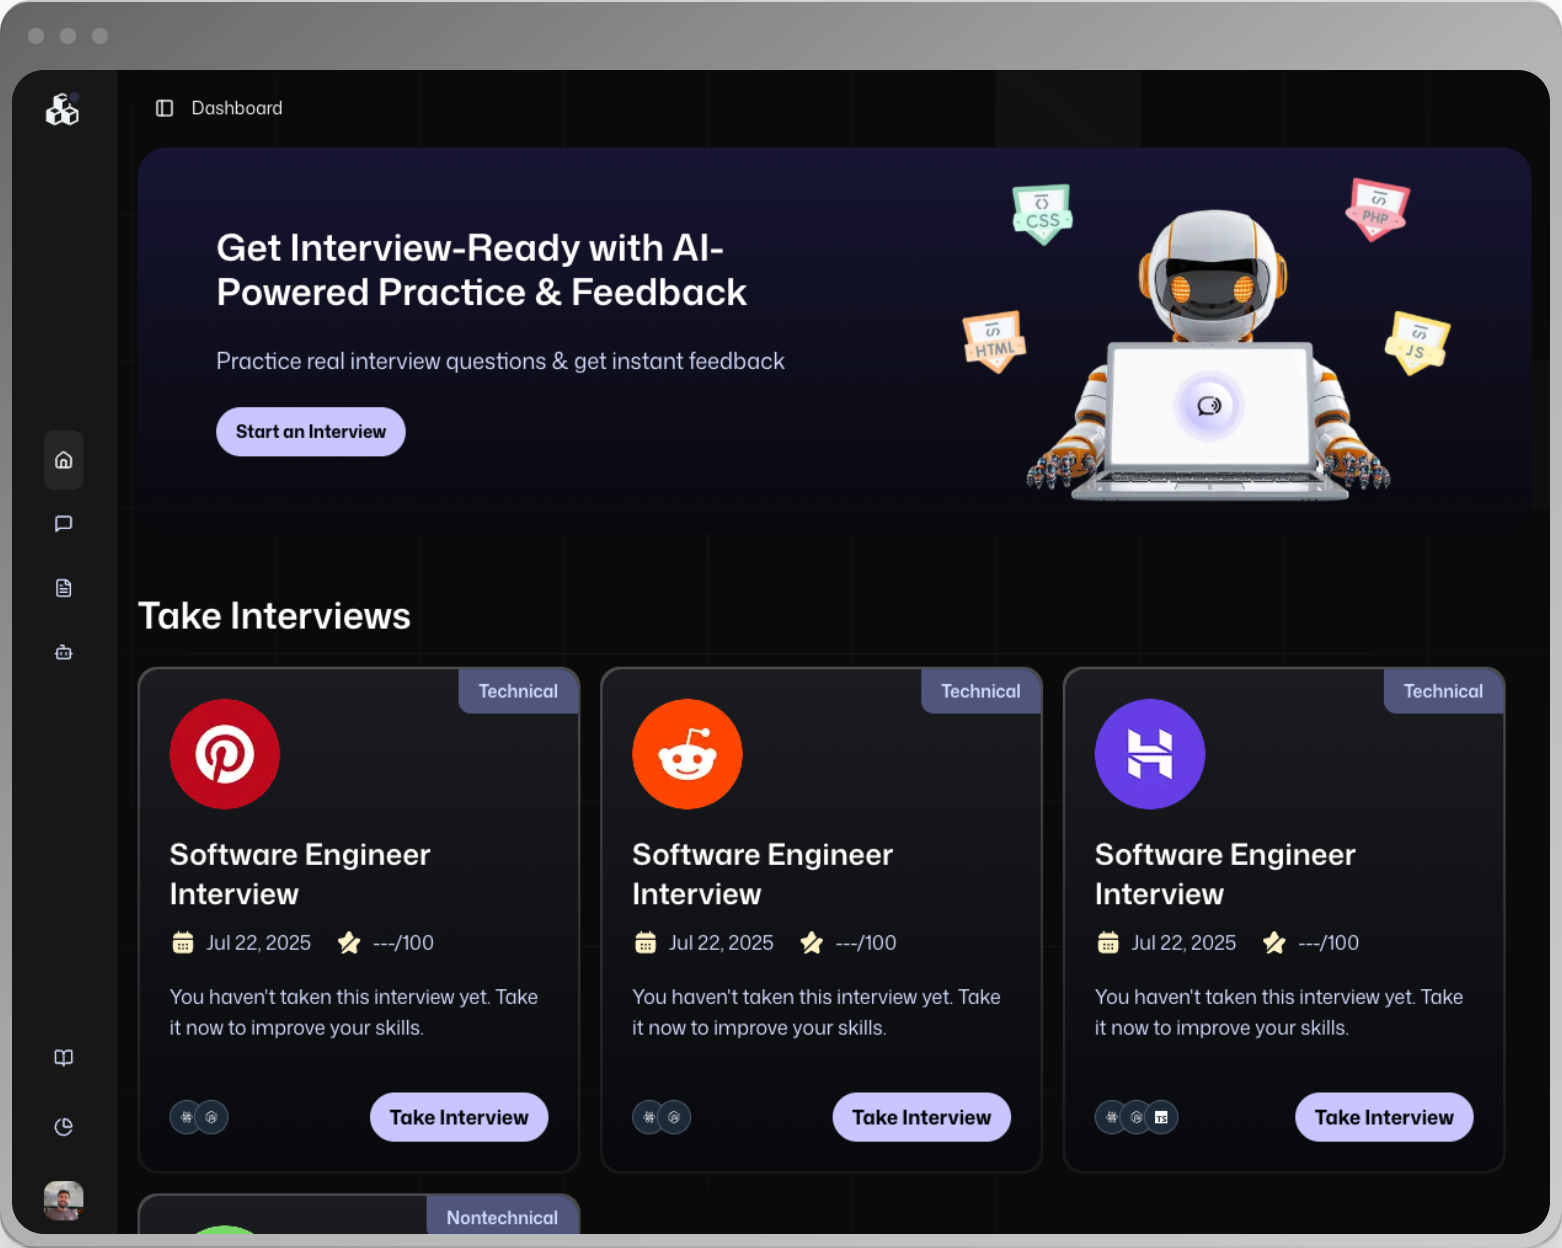 Dashboard
Get Interview-Ready with AI-
Powered Practice & Feedback
Practice real interview questions & get instant feedback
Start an Interview
CSS
PHP
HTML
JS
Take Interviews
Technical
Software Engineer
Interview
Jul 22, 2025 ---/100
You haven't taken this interview yet. Take
it now to improve your skills.
Take Interview
Technical
Software Engineer
Interview
Jul 22, 2025 ---/100
You haven't taken this interview yet. Take
it now to improve your skills.
Take Interview
Technical
Software Engineer
Interview
Jul 22, 2025 ---/100
You haven't taken this interview yet. Take
it now to improve your skills.
TS
Take Interview
Nontechnical